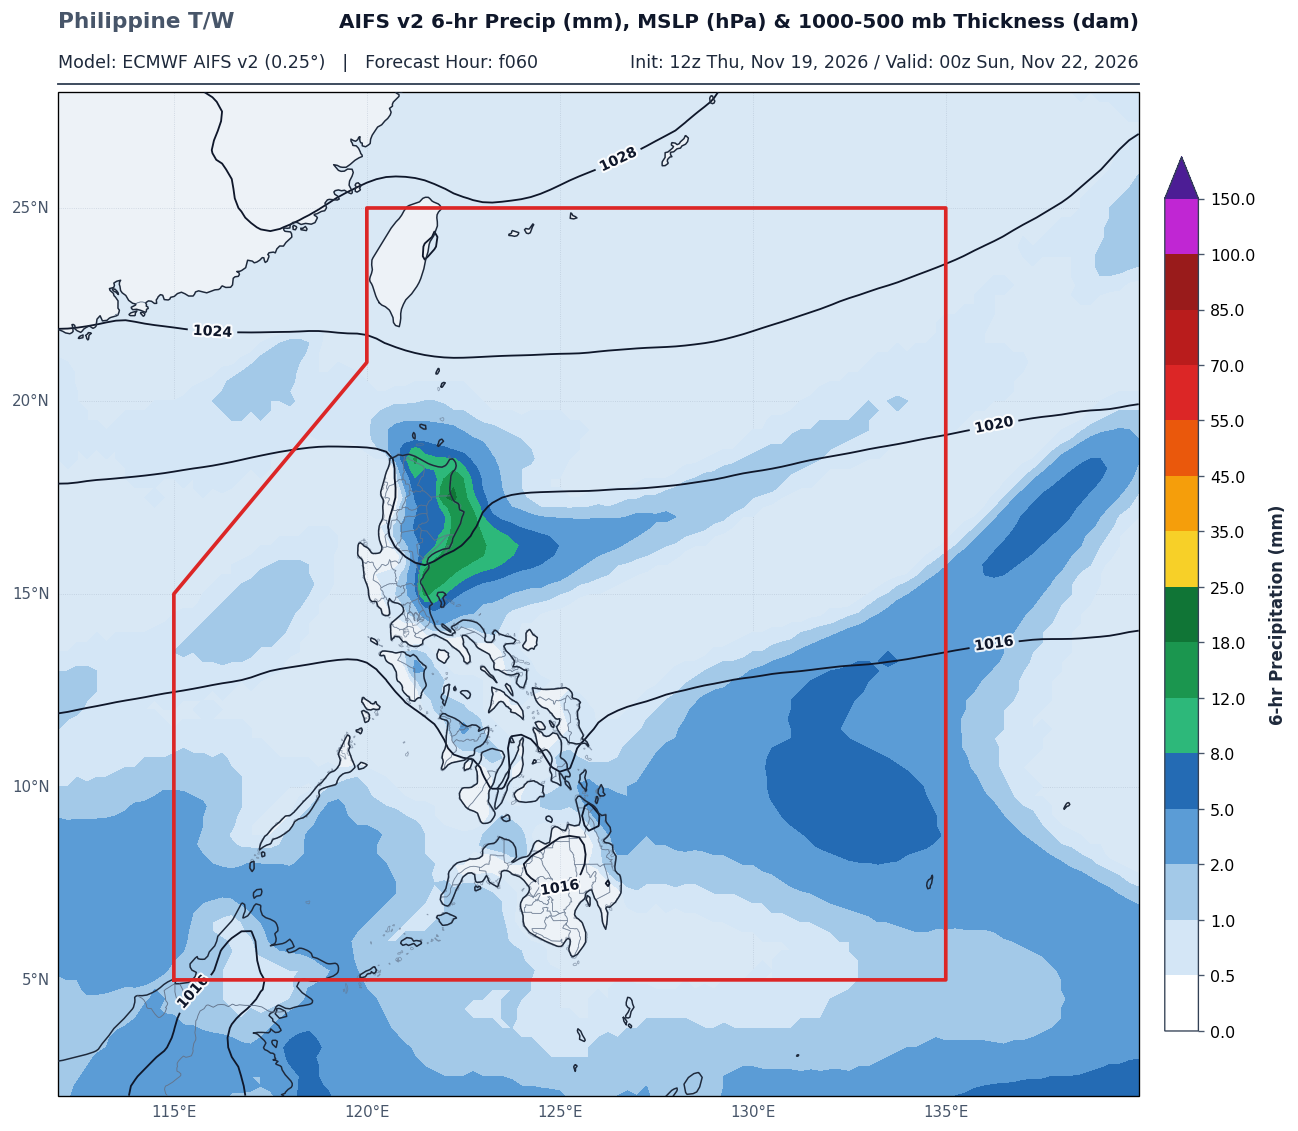 Philippine T/W
AIFS v2 6-hr Precip (mm), MSLP (hPa) & 1000-500 mb Thickness (dam)
Model: ECMWF AIFS v2 (0.25°) | Forecast Hour: f060
Init: 12z Thu, Nov 19, 2026 / Valid: 00z Sun, Nov 22, 2026
1028
1024
1020
1016
1016
1016
25°N
20°N
15°N
10°N
5°N
115°E
120°E
125°E
130°E
135°E
150.0
100.0
85.0
70.0
55.0
45.0
35.0
25.0
18.0
12.0
8.0
5.0
2.0
1.0
0.5
0.0
6-hr Precipitation (mm)